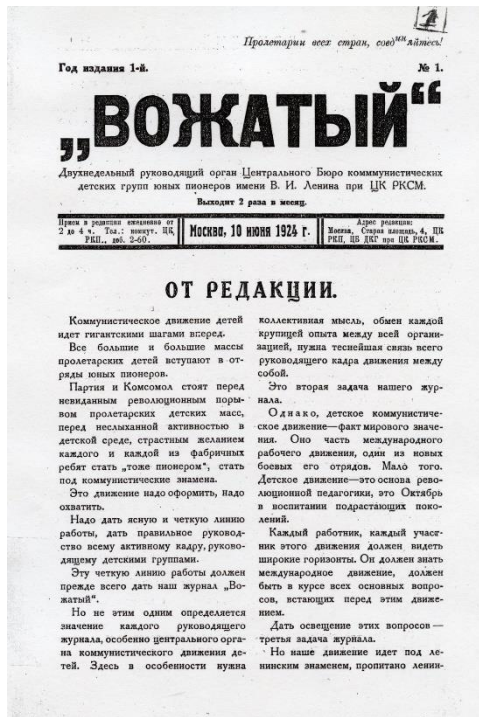 1
Пролетарии всех стран, соединяйтесь!
Год издания 1-й.
№ 1.
„ВОЖАТЫЙ“
Двухнедельный руководящий орган Центрального Бюро комммунистических
детских групп юных пионеров имени В. И. Ленина при ЦК РКСМ.
Выходит 2 раза в месяц.
Прием в редакции ежедневно от
2 до 4 ч. Тел.: коммут. ЦК,
РКП., доб. 2-60.
Москва, 10 июня 1924 г.
Адрес редакции:
Москва, Старая площадь, 4, ЦК
РКП, ЦБ ДКГ при ЦК РКСМ.
ОТ РЕДАКЦИИ.
Коммунистическое движение детей
идет гигантскими шагами вперед.
Все большие и большие массы
пролетарских детей вступают в от-
ряды юных пионеров.
Партия и Комсомол стоят перед
невиданным революционным поры-
вом пролетарских детских масс,
перед неслыханной активностью в
детской среде, страстным желанием
каждого и каждой из фабричных
ребят стать „тоже пионером“, стать
под коммунистические знамена.
Это движение надо оформить, надо
охватить.
Надо дать ясную и четкую линию
работы, дать правильное руковод-
ство всему активному кадру, руково-
дящему детскими группами.
Эту четкую линию работы должен
прежде всего дать наш журнал „Во-
жатый“.
Но не этим одним определяется
значение каждого руководящего
журнала, особенно центрального орга-
на коммунистического движения де-
тей. Здесь в особенности нужна
коллективная мысль, обмен каждой
крупицей опыта между всей органи-
зацией, нужна теснейшая связь всего
руководящего кадра движения между
собой.
Это вторая задача нашего жур-
нала.
Однако, детское коммунистиче-
ское движение—факт мирового значе-
ния. Оно часть международного
рабочего движения, один из новых
боевых его отрядов. Мало того.
Детское движение—это основа рево-
люционной педагогики, это Октябрь
в воспитании подрастающих поко-
лений.
Каждый работник, каждый участ-
ник этого движения должен видеть
широкие горизонты. Он должен знать
международное движение, должен
быть в курсе всех основных вопро-
сов, встающих перед этим движе-
нием.
Дать освещение этих вопросов—
третья задача журнала.
Но наше движение идет под ле-
нинским знаменем, пропитано ленин-